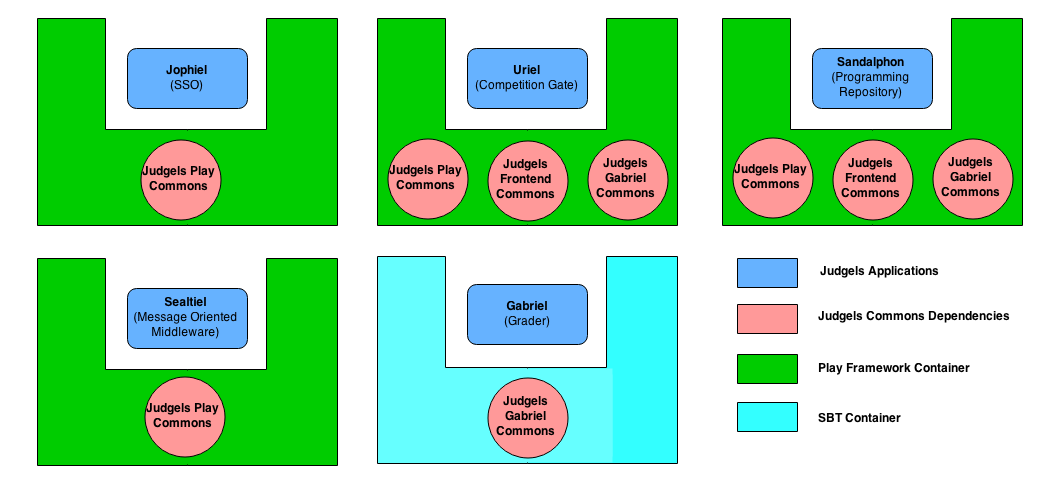 Jophiel
(SSO)
Judgels Play
Commons
Uriel
(Competition Gate)
Judgels Play
Commons
Judgels
Frontend
Commons
Judgels
Gabriel
Commons
Sandalphon
(Programming
Repository)
Judgels Play
Commons
Judgels
Frontend
Commons
Judgels
Gabriel
Commons
Sealtiel
(Message Oriented
Middleware)
Judgels Play
Commons
Gabriel
(Grader)
Judgels
Gabriel
Commons
Judgels Applications
Judgels Commons Dependencies
Play Framework Container
SBT Container